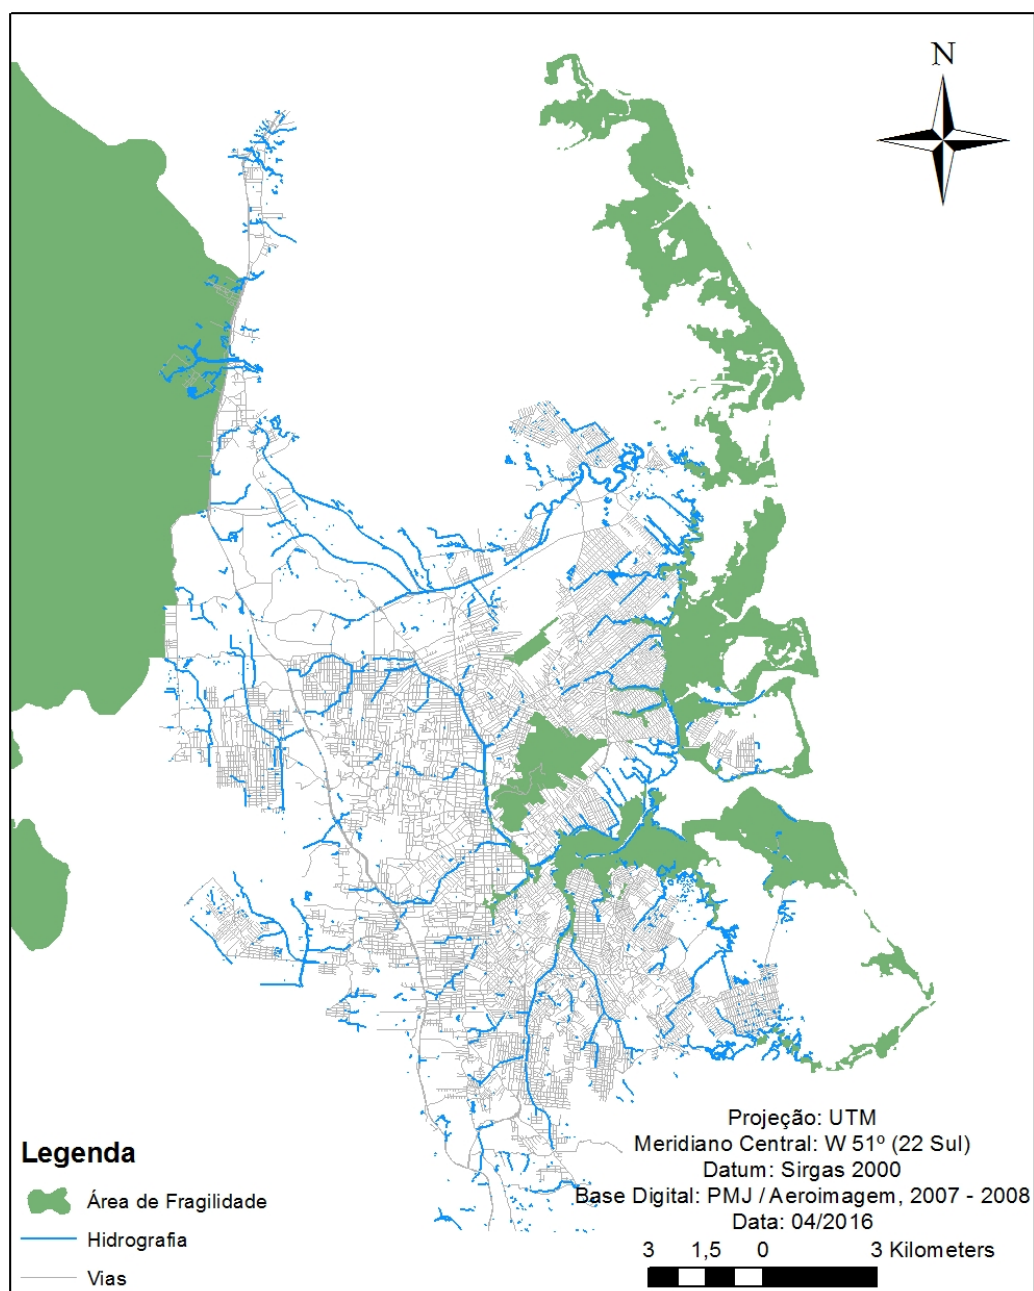 N
Legenda
Área de Fragilidade
Hidrografia
Vias
Projeção: UTM
Meridiano Central: W 51º (22 Sul)
Datum: Sirgas 2000
Base Digital: PMJ / Aeroimagem, 2007 - 2008
Data: 04/2016
3 1,5 0 3 Kilometers